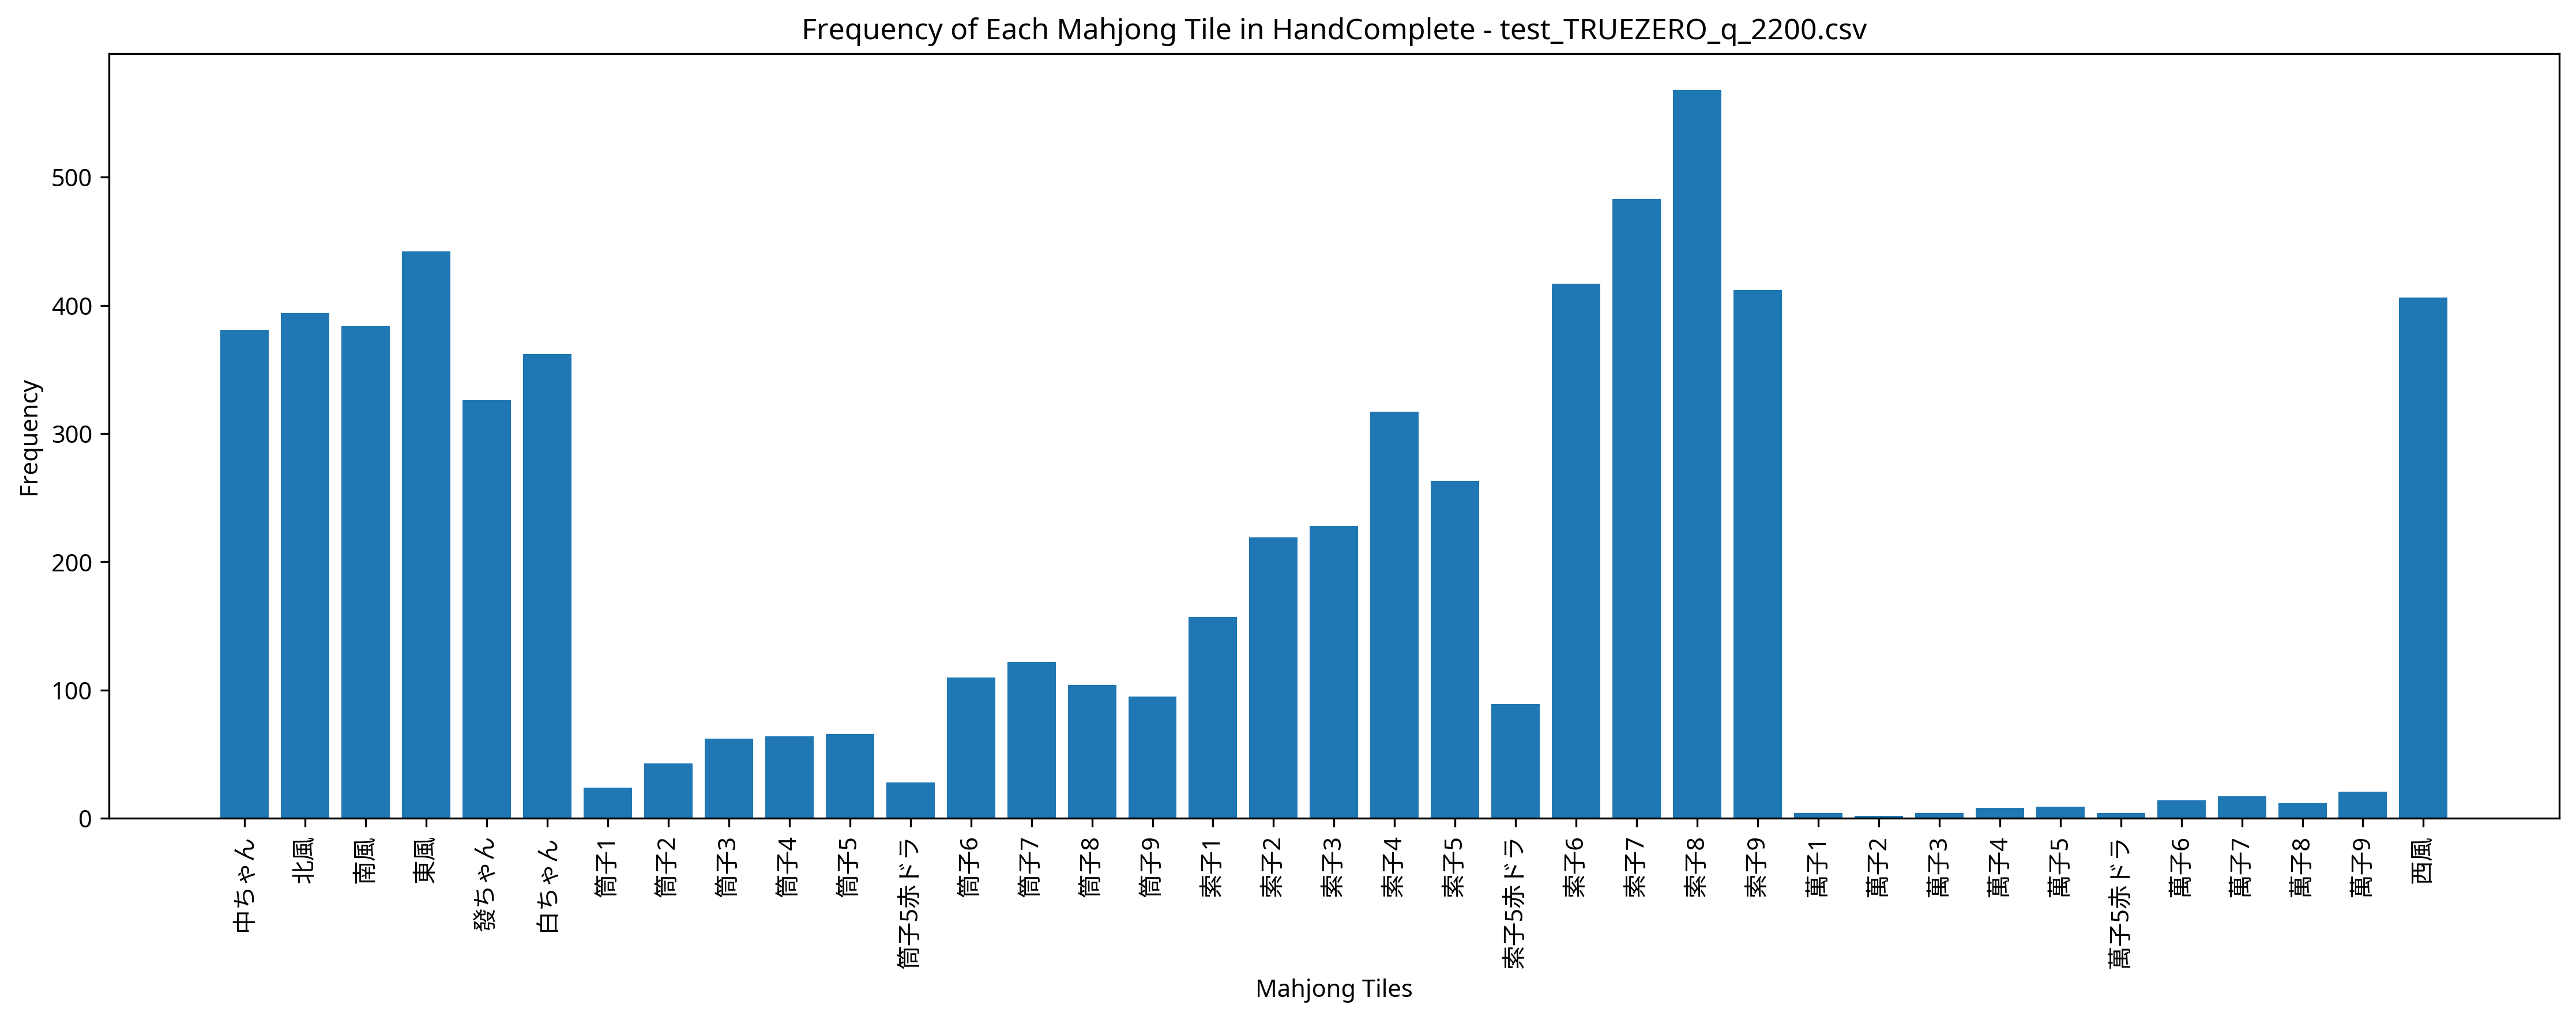 Frequency of Each Mahjong Tile in HandComplete - test_TRUEZERO_q_2200.csv
Frequency
500
400
300
200
100
0
中ちゃん
北風
南風
東風
發ちゃん
白ちゃん
筒子1
筒子2
筒子3
筒子4
筒子5
筒子5赤ドラ
筒子6
筒子7
筒子8
筒子9
索子1
索子2
索子3
索子4
索子5
索子5赤ドラ
索子6
索子7
索子8
索子9
萬子1
萬子2
萬子3
萬子4
萬子5
萬子5赤ドラ
萬子6
萬子7
萬子8
萬子9
西風
Mahjong Tiles